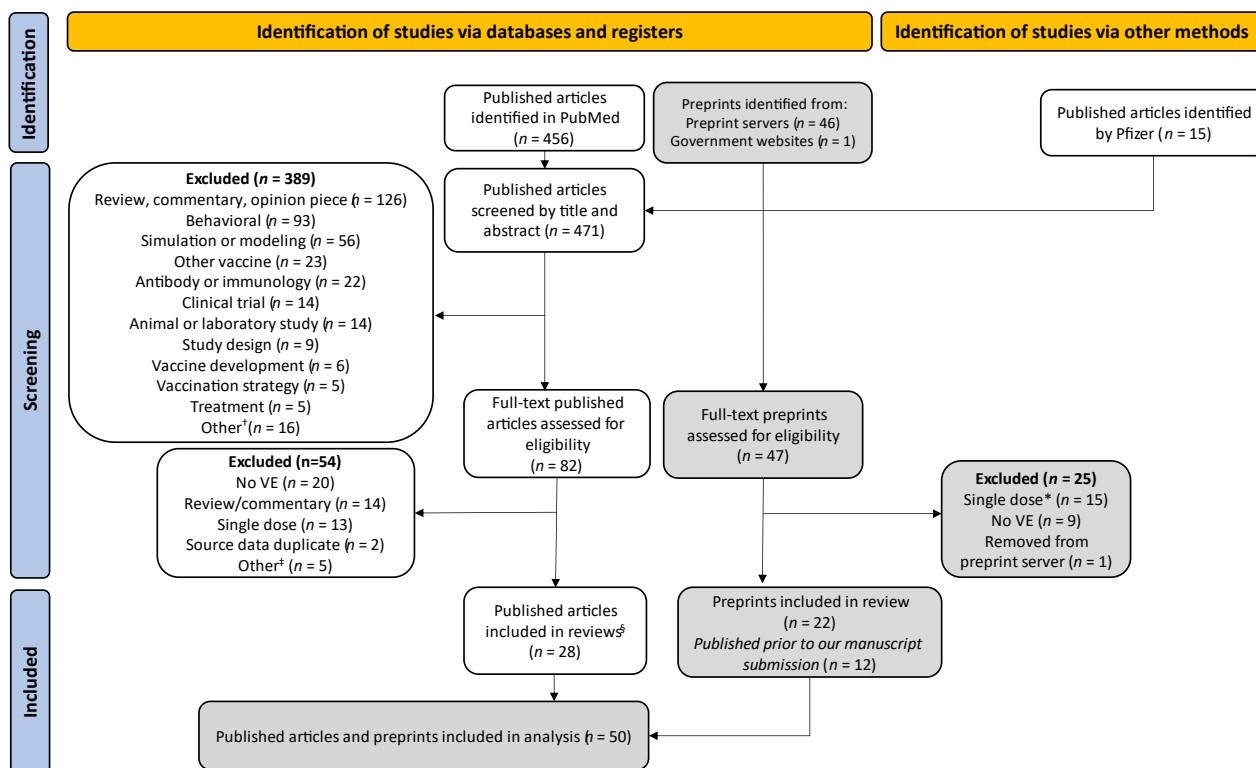 Identification of studies via databases and registers
Identification of studies via other methods
Identification
Published articles
identified in PubMed
(n = 456)
Preprints identified from:
Preprint servers (n = 46)
Government websites (n = 1)
Published articles identified
by Pfizer (n = 15)
Screening
Excluded (n = 389)
Review, commentary, opinion piece (n = 126)
Behavioral (n = 93)
Simulation or modeling (n = 56)
Other vaccine (n = 23)
Antibody or immunology (n = 22)
Clinical trial (n = 14)
Animal or laboratory study (n = 14)
Study design (n = 9)
Vaccine development (n = 6)
Vaccination strategy (n = 5)
Treatment (n = 5)
Other† (n = 16)
Published articles
screened by title and
abstract (n = 471)
Full-text published
articles assessed for
eligibility
(n = 82)
Full-text preprints
assessed for eligibility
(n = 47)
Excluded (n=54)
No VE (n = 20)
Review/commentary (n = 14)
Single dose (n = 13)
Source data duplicate (n = 2)
Other‡ (n = 5)
Excluded (n = 25)
Single dose* (n = 15)
No VE (n = 9)
Removed from
preprint server (n = 1)
Included
Published articles
included in reviews§
(n = 28)
Preprints included in review
(n = 22)
Published prior to our manuscript
submission (n = 12)
Published articles and preprints included in analysis (n = 50)